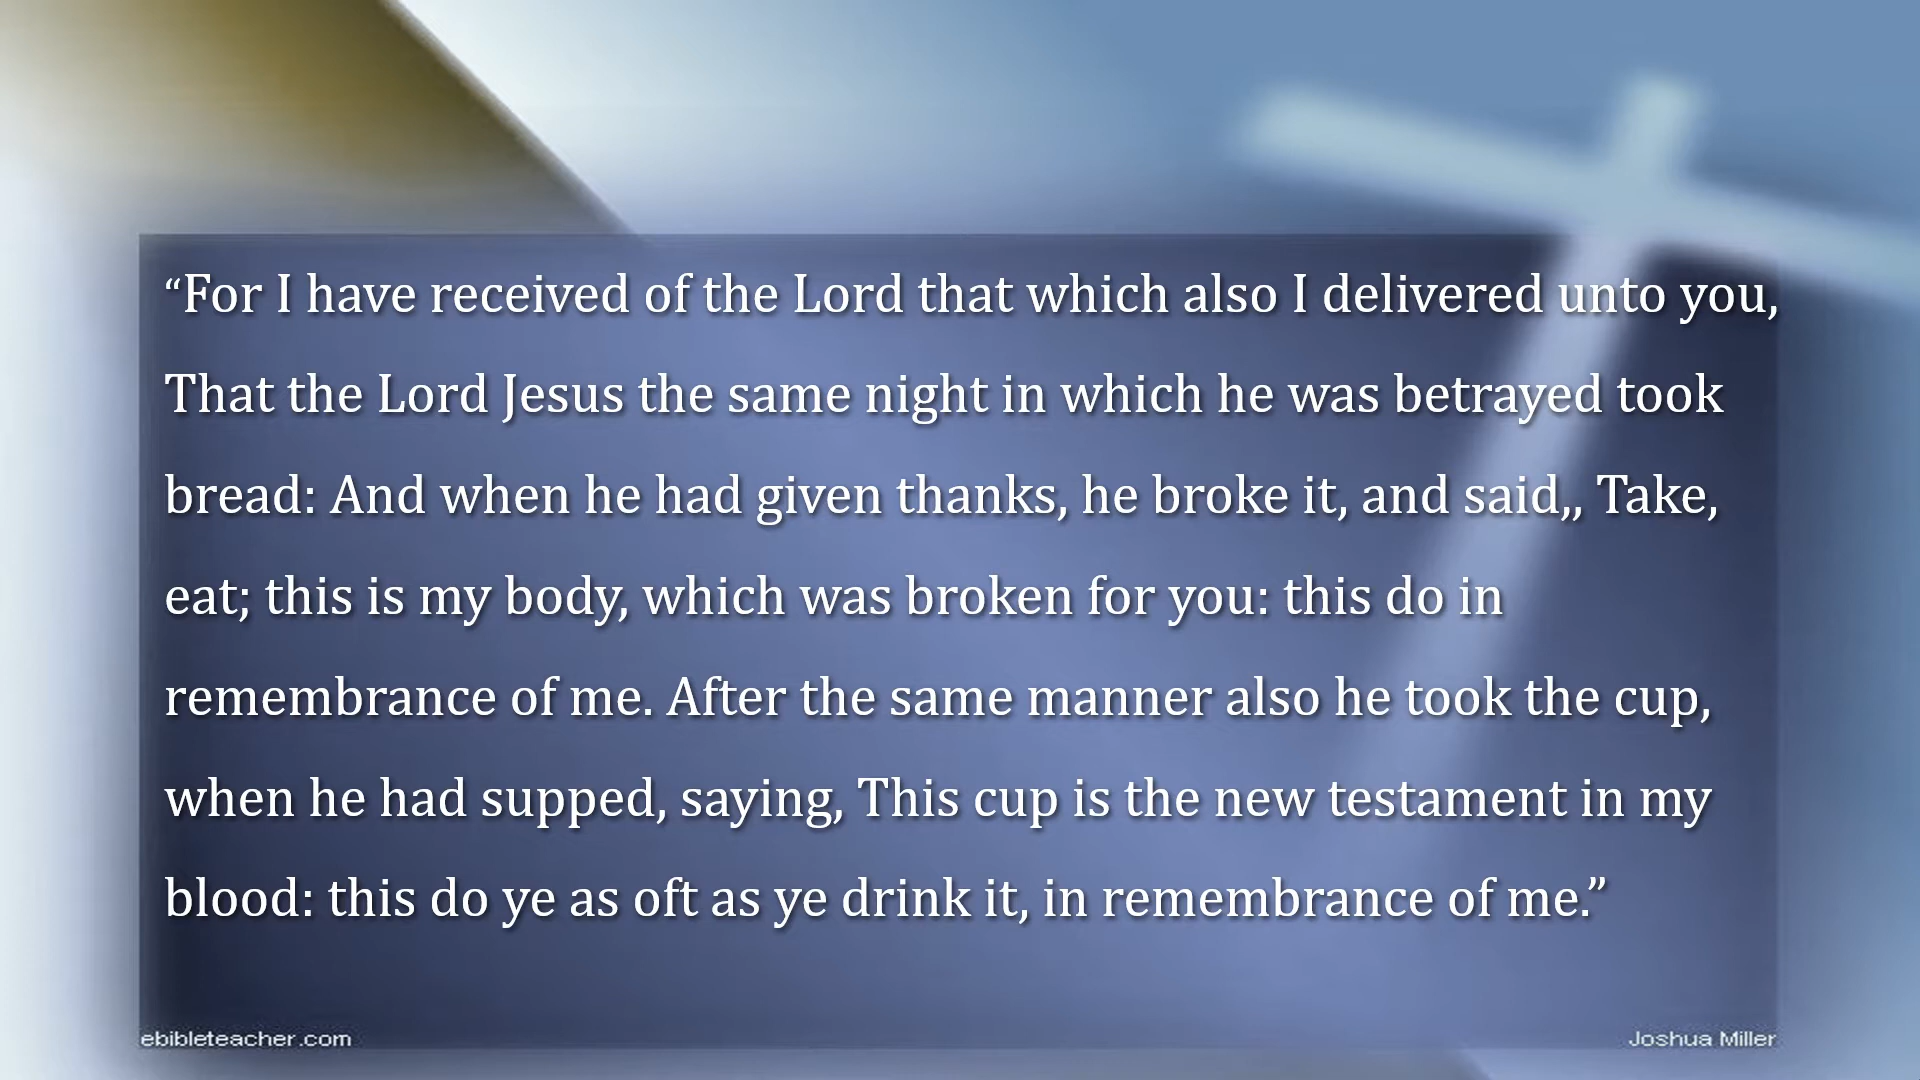 “For I have received of the Lord that which also I delivered unto you,
That the Lord Jesus the same night in which he was betrayed took
bread: And when he had given thanks, he broke it, and said,, Take,
eat; this is my body, which was broken for you: this do in
remembrance of me. After the same manner also he took the cup,
when he had supped, saying, This cup is the new testament in my
blood: this do ye as oft as ye drink it, in remembrance of me.”
ebibleteacher.com
Joshua Miller